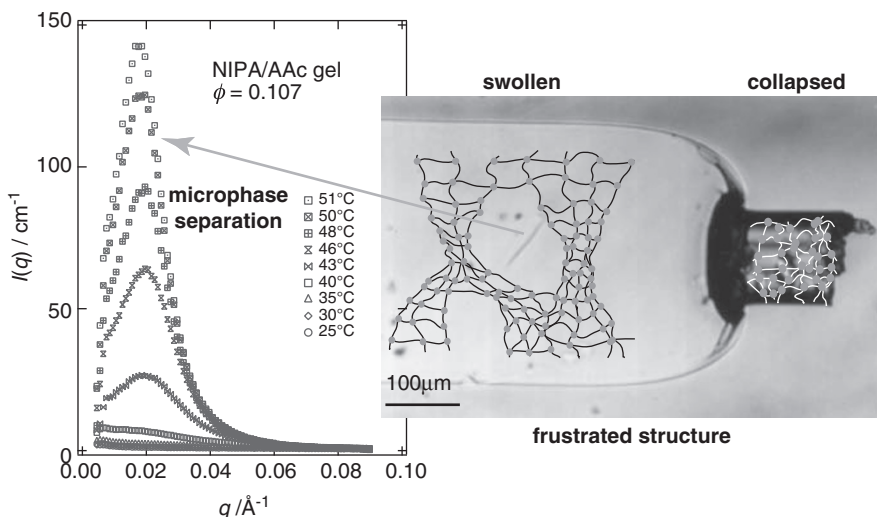 150
100
50
0
0.00 0.02 0.04 0.06 0.08 0.10
I(q) / cm⁻¹
q /Å⁻¹
NIPA/AAc gel
ϕ = 0.107
microphase
separation
51°C
50°C
48°C
46°C
43°C
40°C
35°C
30°C
25°C
swollen
collapsed
100µm
frustrated structure